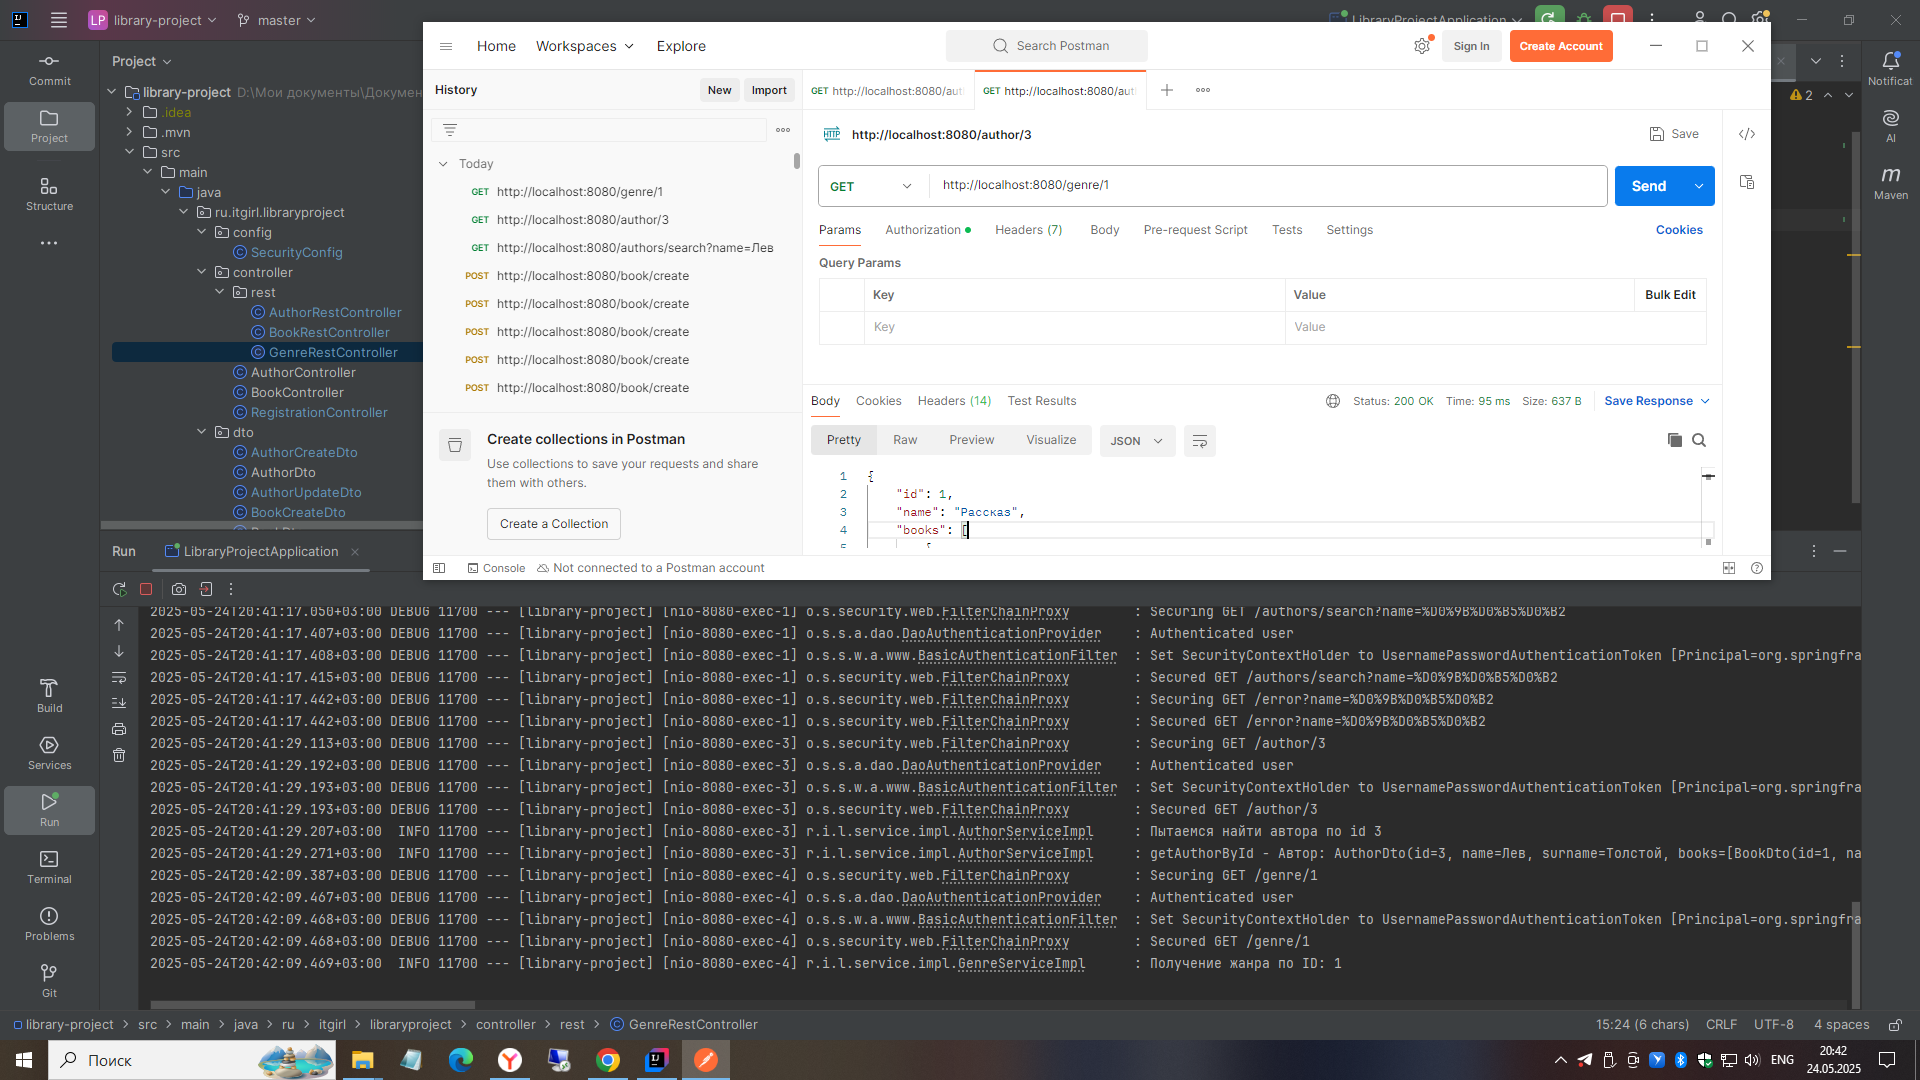 LP library-project
master
LibraryProjectApplication
Home
Workspaces
Explore
Search Postman
Sign In
Create Account
Commit
Project
Structure
Build
Services
Run
Terminal
Problems
Git
Project
library-project D:\Мои документы\Докумен
.idea
.mvn
src
main
java
ru.itgirl.libraryproject
config
SecurityConfig
controller
rest
AuthorRestController
BookRestController
GenreRestController
AuthorController
BookController
RegistrationController
dto
AuthorCreateDto
AuthorDto
AuthorUpdateDto
BookCreateDto
History
New
Import
Today
GET http://localhost:8080/genre/1
GET http://localhost:8080/author/3
GET http://localhost:8080/authors/search?name=Лев
POST http://localhost:8080/book/create
POST http://localhost:8080/book/create
POST http://localhost:8080/book/create
POST http://localhost:8080/book/create
POST http://localhost:8080/book/create
Create collections in Postman
Use collections to save your requests and share
them with others.
Create a Collection
GET http://localhost:8080/aut
GET http://localhost:8080/aut
HTTP http://localhost:8080/author/3
Save
GET
http://localhost:8080/genre/1
Send
Params Authorization Headers (7) Body Pre-request Script Tests Settings Cookies
Query Params
Key Value Bulk Edit
Key Value
Body Cookies Headers (14) Test Results
Status: 200 OK Time: 95 ms Size: 637 B Save Response
Pretty Raw Preview Visualize JSON
1 {
2 "id": 1,
3 "name": "Рассказ",
4 "books": [
5 {
Console
Not connected to a Postman account
2
Notificat
AI
Maven
Run LibraryProjectApplication
2025-05-24T20:41:17.050+03:00 DEBUG 11700 --- [library-project] [nio-8080-exec-1] o.s.security.web.FilterChainProxy : Securing GET /authors/search?name=%D0%9B%D0%B5%D0%B2
2025-05-24T20:41:17.407+03:00 DEBUG 11700 --- [library-project] [nio-8080-exec-1] o.s.s.a.dao.DaoAuthenticationProvider : Authenticated user
2025-05-24T20:41:17.408+03:00 DEBUG 11700 --- [library-project] [nio-8080-exec-1] o.s.s.w.a.www.BasicAuthenticationFilter : Set SecurityContextHolder to UsernamePasswordAuthenticationToken [Principal=org.springfra
2025-05-24T20:41:17.415+03:00 DEBUG 11700 --- [library-project] [nio-8080-exec-1] o.s.security.web.FilterChainProxy : Secured GET /authors/search?name=%D0%9B%D0%B5%D0%B2
2025-05-24T20:41:17.442+03:00 DEBUG 11700 --- [library-project] [nio-8080-exec-1] o.s.security.web.FilterChainProxy : Securing GET /error?name=%D0%9B%D0%B5%D0%B2
2025-05-24T20:41:17.442+03:00 DEBUG 11700 --- [library-project] [nio-8080-exec-1] o.s.security.web.FilterChainProxy : Secured GET /error?name=%D0%9B%D0%B5%D0%B2
2025-05-24T20:41:29.113+03:00 DEBUG 11700 --- [library-project] [nio-8080-exec-3] o.s.security.web.FilterChainProxy : Securing GET /author/3
2025-05-24T20:41:29.192+03:00 DEBUG 11700 --- [library-project] [nio-8080-exec-3] o.s.s.a.dao.DaoAuthenticationProvider : Authenticated user
2025-05-24T20:41:29.193+03:00 DEBUG 11700 --- [library-project] [nio-8080-exec-3] o.s.s.w.a.www.BasicAuthenticationFilter : Set SecurityContextHolder to UsernamePasswordAuthenticationToken [Principal=org.springfra
2025-05-24T20:41:29.193+03:00 DEBUG 11700 --- [library-project] [nio-8080-exec-3] o.s.security.web.FilterChainProxy : Secured GET /author/3
2025-05-24T20:41:29.207+03:00 INFO 11700 --- [library-project] [nio-8080-exec-3] r.i.l.service.impl.AuthorServiceImpl : Пытаемся найти автора по id 3
2025-05-24T20:41:29.271+03:00 INFO 11700 --- [library-project] [nio-8080-exec-3] r.i.l.service.impl.AuthorServiceImpl : getAuthorById - Автор: AuthorDto(id=3, name=Лев, surname=Толстой, books=[BookDto(id=1, na
2025-05-24T20:42:09.387+03:00 DEBUG 11700 --- [library-project] [nio-8080-exec-4] o.s.security.web.FilterChainProxy : Securing GET /genre/1
2025-05-24T20:42:09.467+03:00 DEBUG 11700 --- [library-project] [nio-8080-exec-4] o.s.s.a.dao.DaoAuthenticationProvider : Authenticated user
2025-05-24T20:42:09.468+03:00 DEBUG 11700 --- [library-project] [nio-8080-exec-4] o.s.s.w.a.www.BasicAuthenticationFilter : Set SecurityContextHolder to UsernamePasswordAuthenticationToken [Principal=org.springfra
2025-05-24T20:42:09.468+03:00 DEBUG 11700 --- [library-project] [nio-8080-exec-4] o.s.security.web.FilterChainProxy : Secured GET /genre/1
2025-05-24T20:42:09.469+03:00 INFO 11700 --- [library-project] [nio-8080-exec-4] r.i.l.service.impl.GenreServiceImpl : Получение жанра по ID: 1
library-project > src > main > java > ru > itgirl > libraryproject > controller > rest > GenreRestController
15:24 (6 chars) CRLF UTF-8 4 spaces
Поиск
ENG
20:42
24.05.2025